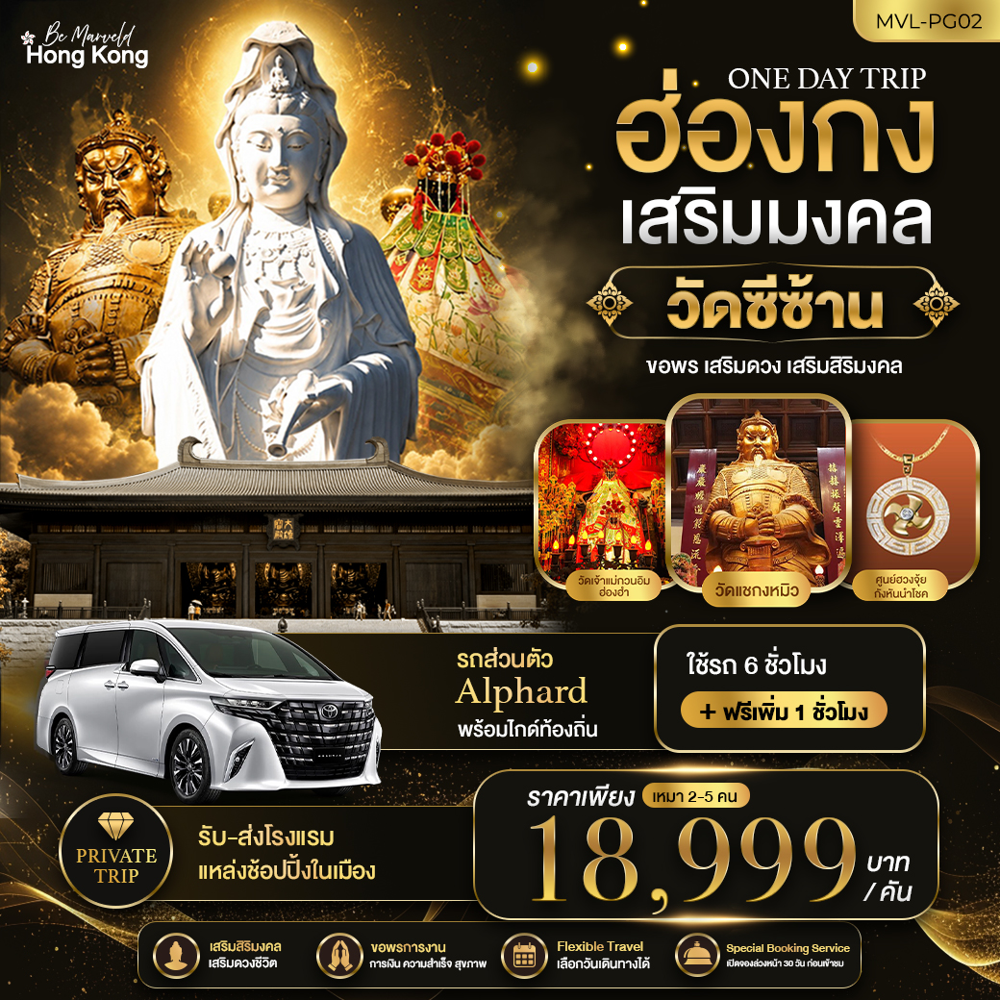 Be Marveld
Hong Kong
MVL-PG02
ONE DAY TRIP
ฮ่องกง
เสริมมงคล
วัดซีซ้าน
ขอพร เสริมดวง เสริมสิริมงคล
วัดเจ้าแม่กวนอิม
ฮ่องฮำ
วัดแชกงหมิว
ศูนย์ฮวงจุ้ย
กังหันนำโชค
รถส่วนตัว
Alphard
พร้อมไกด์ท้องถิ่น
ใช้รถ 6 ชั่วโมง
+ ฟรีเพิ่ม 1 ชั่วโมง
PRIVATE
TRIP
รับ-ส่งโรงแรม
แหล่งช้อปปิ้งในเมือง
ราคาเพียง เหมา 2-5 คน
18,999 บาท
/ คัน
เสริมสิริมงคล
เสริมดวงชีวิต
ขอพรการงาน
การเงิน ความสำเร็จ สุขภาพ
Flexible Travel
เลือกวันเดินทางได้
Special Booking Service
เปิดจองล่วงหน้า 30 วัน ก่อนเข้าชม